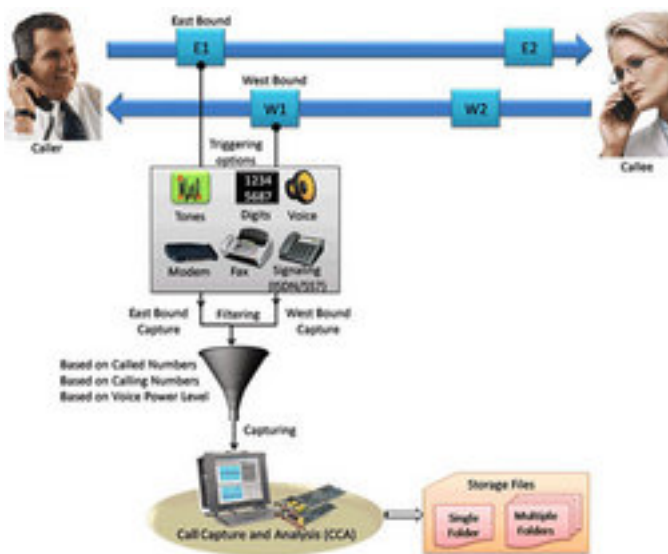 East Bound
E1
E2
West Bound
W1
W2
Caller
Callee
Triggering
options
1234
5687
Tones
Digits
Voice
Modem
Fax
Signaling
(ISDN/SS7)
East Bound
Capture
Filtering
West Bound
Capture
Based on Called Numbers
Based on Calling Numbers
Based on Voice Power Level
Capturing
Call Capture and Analysis (CCA)
Storage Files
Single
Folder
Multiple
Folders